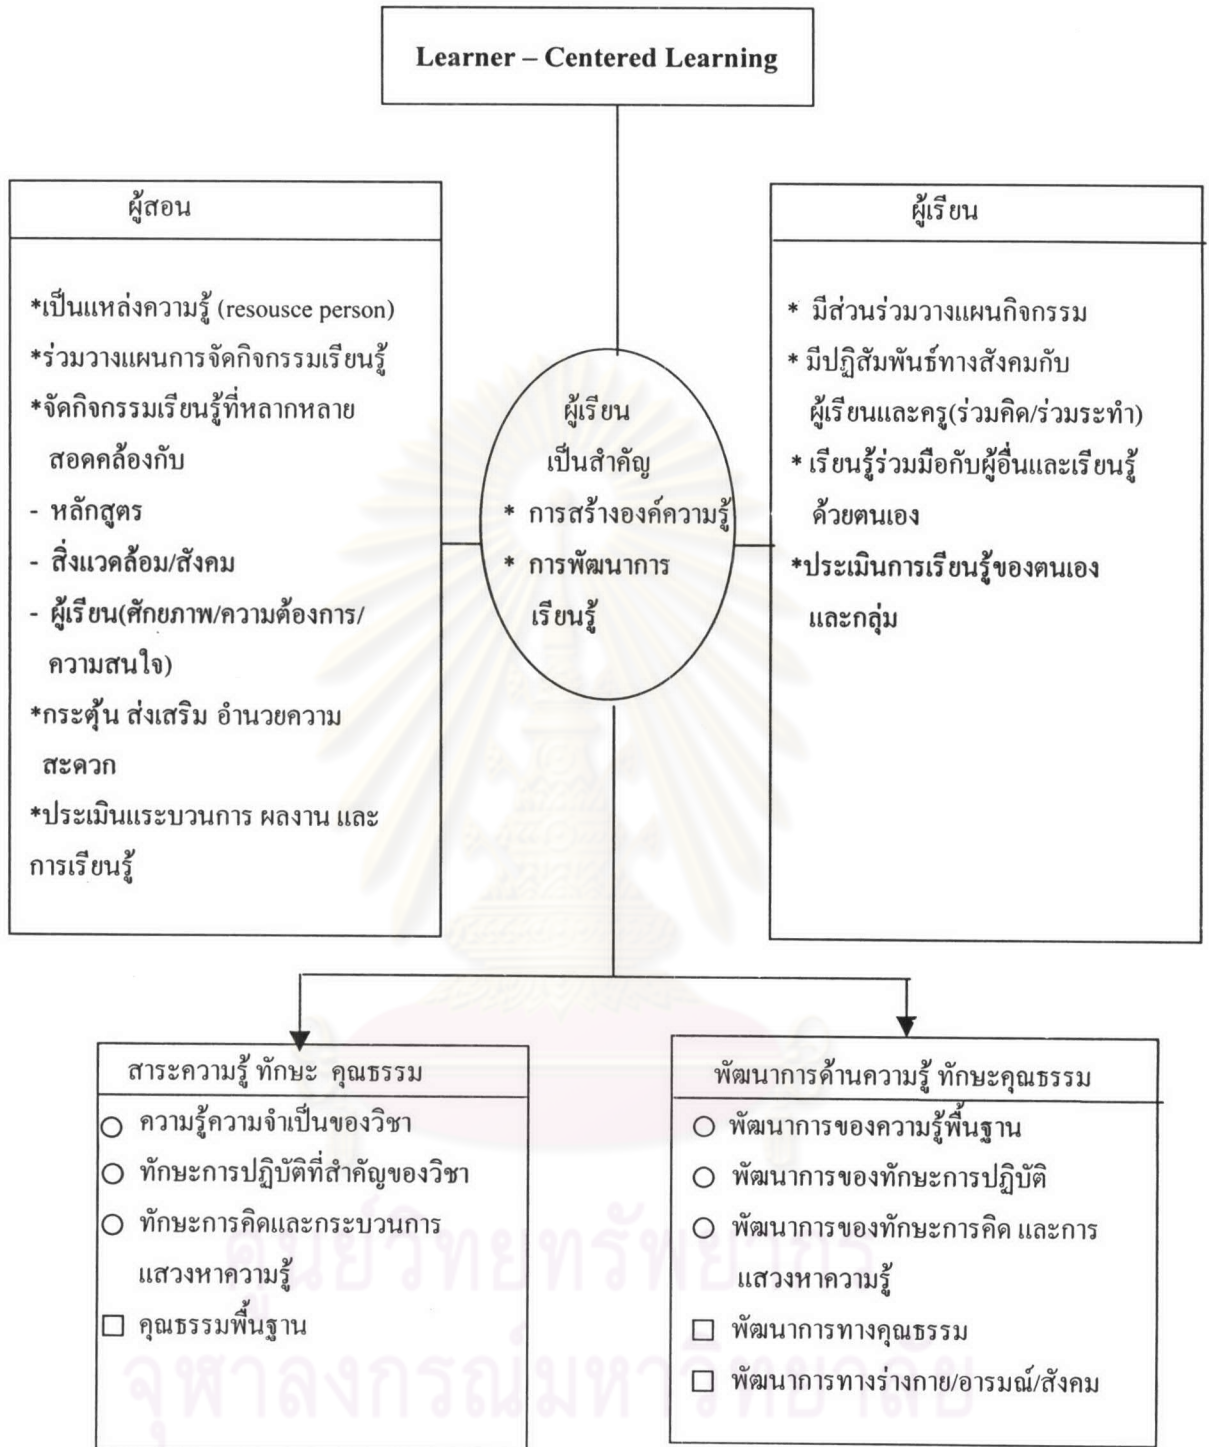 Learner – Centered Learning
ผู้สอน
*เป็นแหล่งความรู้ (resousce person)
*ร่วมวางแผนการจัดกิจกรรมเรียนรู้
*จัดกิจกรรมเรียนรู้ที่หลากหลาย
สอดคล้องกับ
- หลักสูตร
- สิ่งแวดล้อม/สังคม
- ผู้เรียน(ศักยภาพ/ความต้องการ/
ความสนใจ)
*กระตุ้น ส่งเสริม อำนวยความ
สะดวก
*ประเมินแระบวนการ ผลงาน และ
การเรียนรู้
ผู้เรียน
เป็นสำคัญ
* การสร้างองค์ความรู้
* การพัฒนาการ
เรียนรู้
ผู้เรียน
* มีส่วนร่วมวางแผนกิจกรรม
* มีปฏิสัมพันธ์ทางสังคมกับ
ผู้เรียนและครู(ร่วมคิด/ร่วมระทำ)
* เรียนรู้ร่วมมือกับผู้อื่นและเรียนรู้
ด้วยตนเอง
*ประเมินการเรียนรู้ของตนเอง
และกลุ่ม
สาระความรู้ ทักษะ คุณธรรม
○ ความรู้ความจำเป็นของวิชา
○ ทักษะการปฏิบัติที่สำคัญของวิชา
○ ทักษะการคิดและกระบวนการ
แสวงหาความรู้
□ คุณธรรมพื้นฐาน
พัฒนาการด้านความรู้ ทักษะคุณธรรม
○ พัฒนาการของความรู้พื้นฐาน
○ พัฒนาการของทักษะการปฏิบัติ
○ พัฒนาการของทักษะการคิด และการ
แสวงหาความรู้
□ พัฒนาการทางคุณธรรม
□ พัฒนาการทางร่างกาย/อารมณ์/สังคม
ศูนย์วิทยทรัพยากร
จุฬาลงกรณ์มหาวิทยาลัย